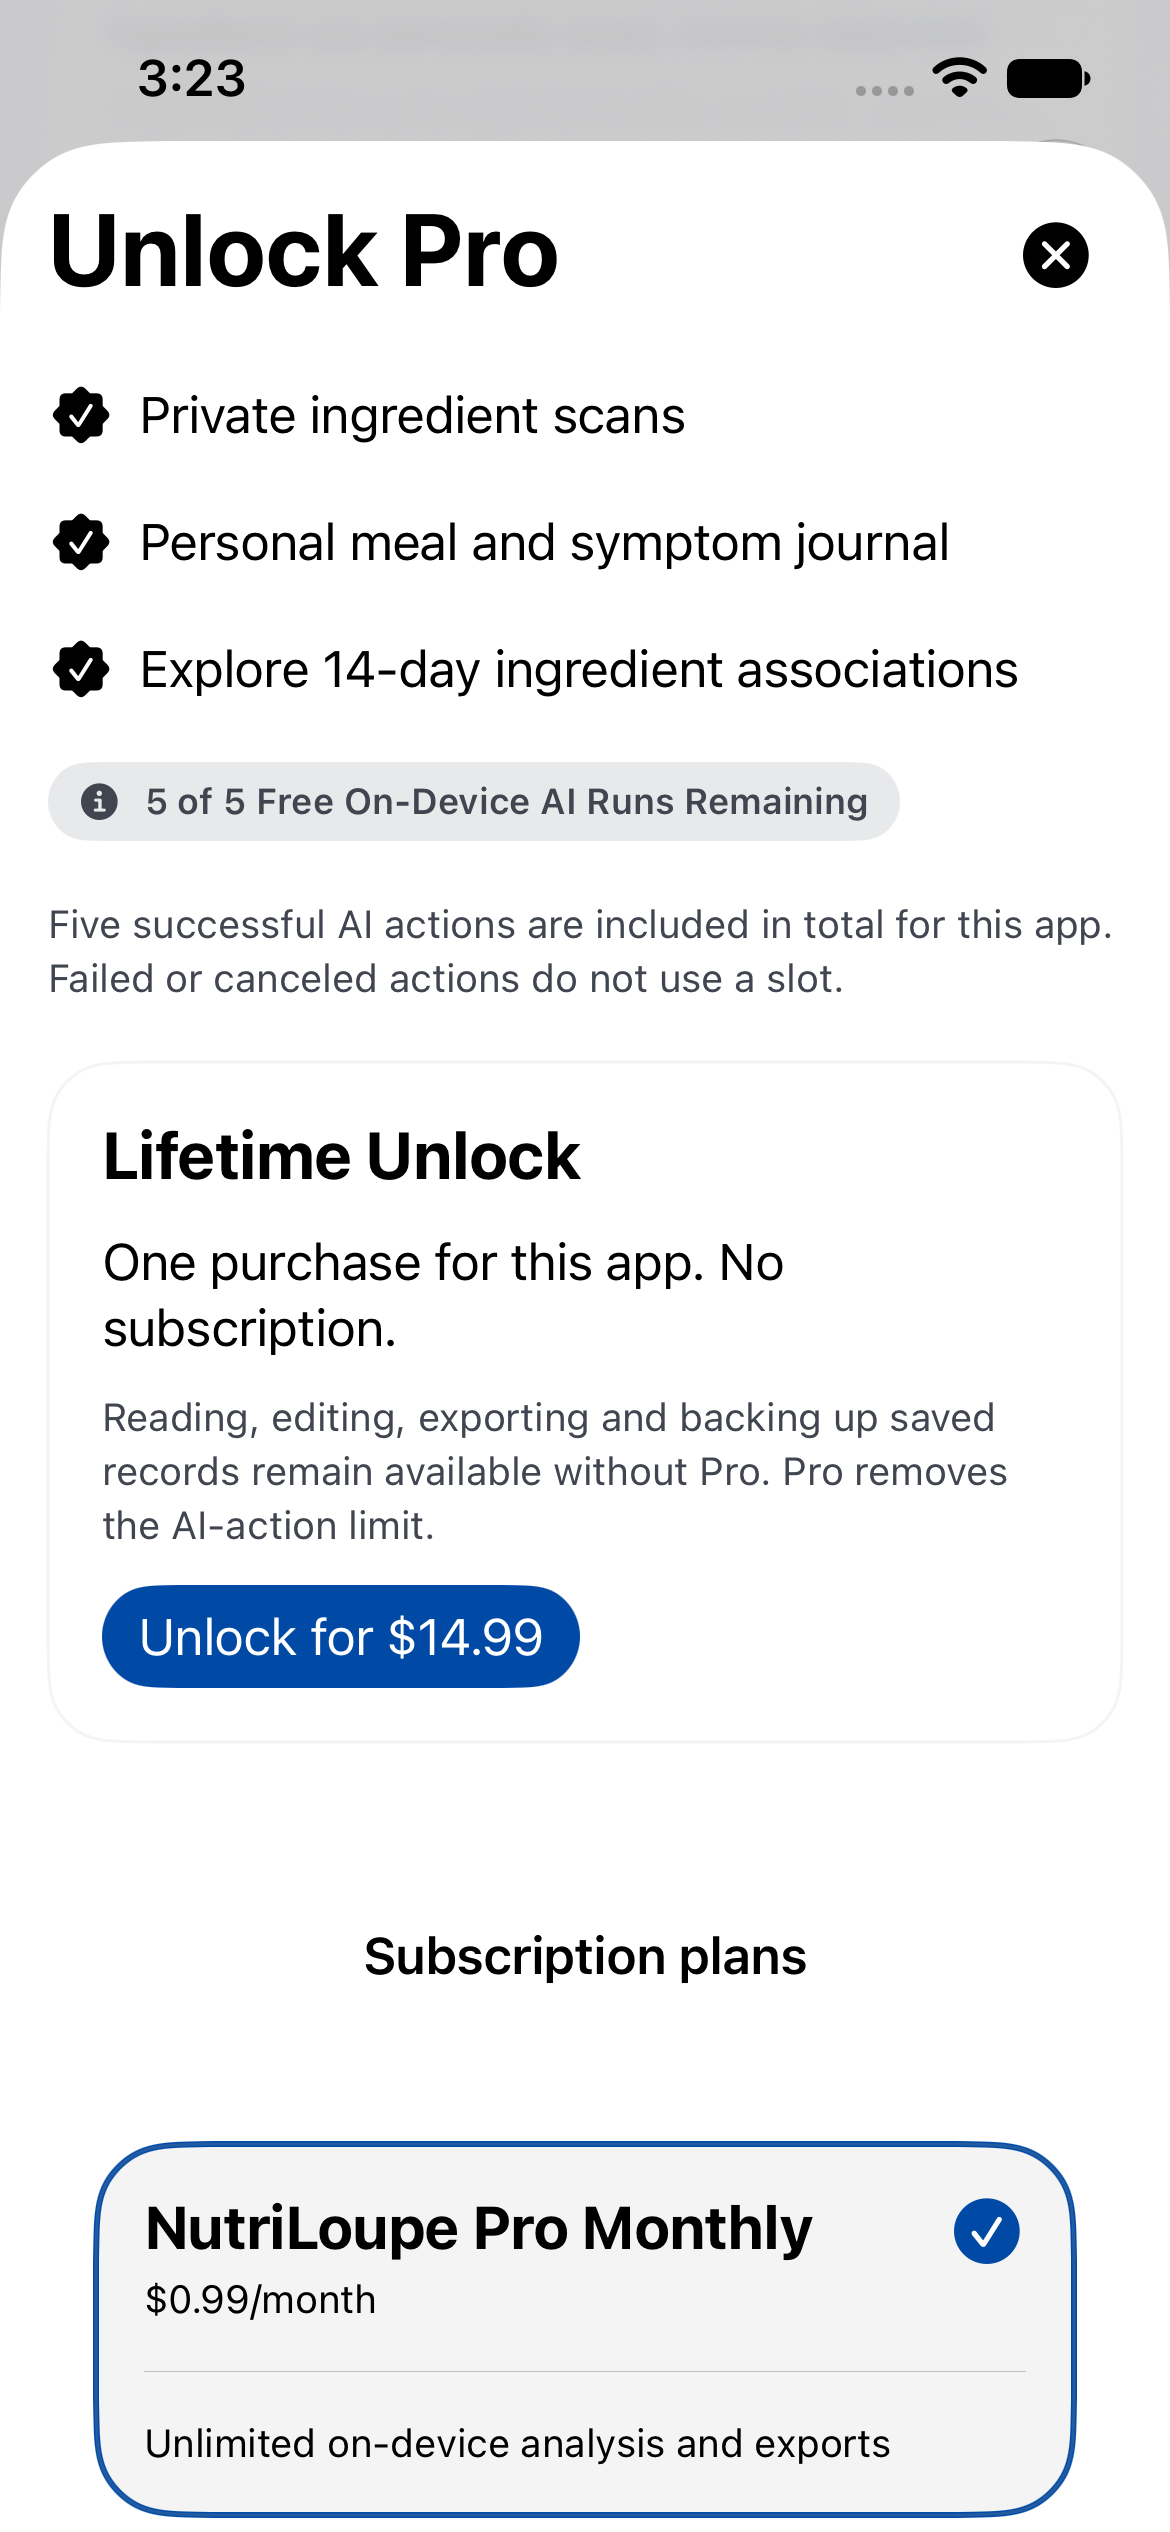 3:23
Unlock Pro
Private ingredient scans
Personal meal and symptom journal
Explore 14-day ingredient associations
5 of 5 Free On-Device AI Runs Remaining
Five successful AI actions are included in total for this app.
Failed or canceled actions do not use a slot.
Lifetime Unlock
One purchase for this app. No
subscription.
Reading, editing, exporting and backing up saved
records remain available without Pro. Pro removes
the AI-action limit.
Unlock for $14.99
Subscription plans
NutriLoupe Pro Monthly
$0.99/month
Unlimited on-device analysis and exports